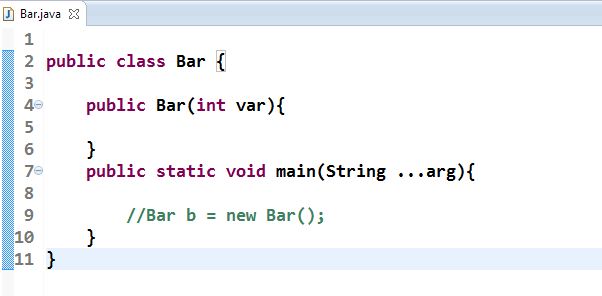 Bar.java
1
2 public class Bar {
3
4 public Bar(int var){
5
6 }
7 public static void main(String ...arg){
8
9 //Bar b = new Bar();
10 }
11 }